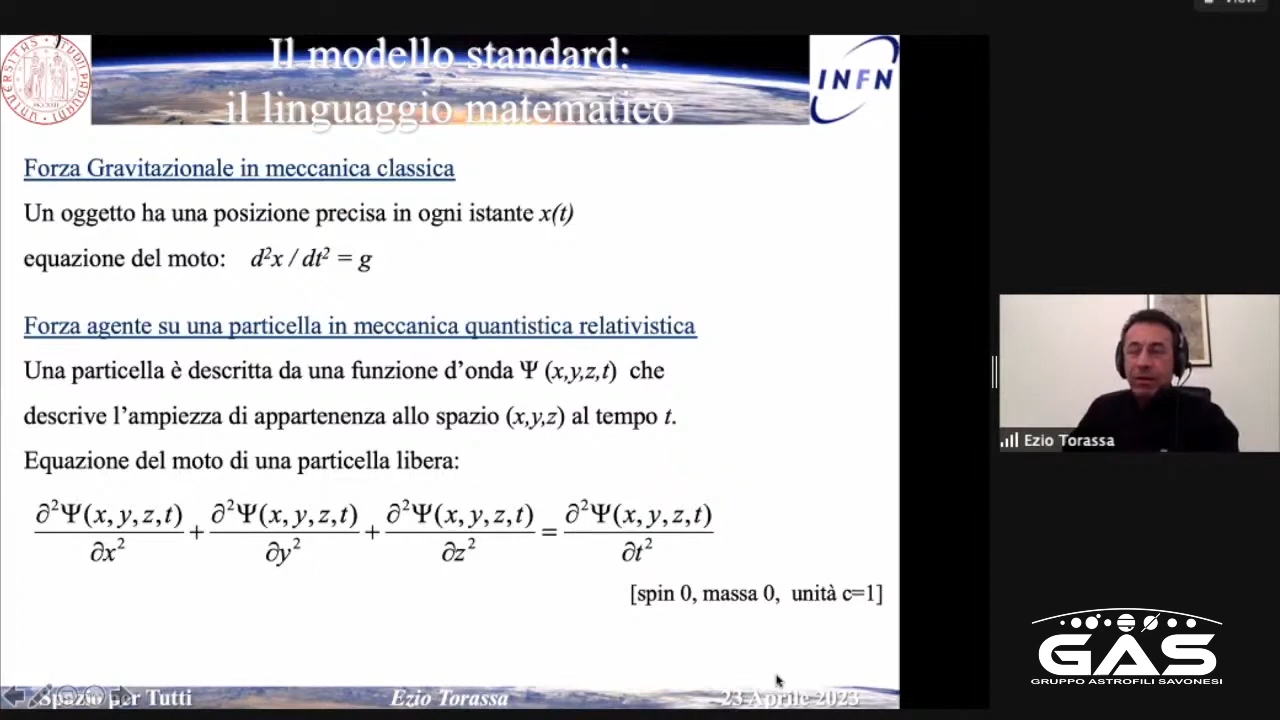 View
Il modello standard:
il linguaggio matematico
INFN
Forza Gravitazionale in meccanica classica
Un oggetto ha una posizione precisa in ogni istante x(t)
equazione del moto: d²x / dt² = g
Forza agente su una particella in meccanica quantistica relativistica
Una particella è descritta da una funzione d’onda Ψ (x,y,z,t) che
descrive l’ampiezza di appartenenza allo spazio (x,y,z) al tempo t.
Equazione del moto di una particella libera:
∂²Ψ(x, y, z, t)/∂x² + ∂²Ψ(x, y, z, t)/∂y² + ∂²Ψ(x, y, z, t)/∂z² = ∂²Ψ(x, y, z, t)/∂t²
[spin 0, massa 0, unità c=1]
Spazio per Tutti Ezio Torassa 23 Aprile 2023
Ezio Torassa
GAS
GRUPPO ASTROFILI SAVONESI